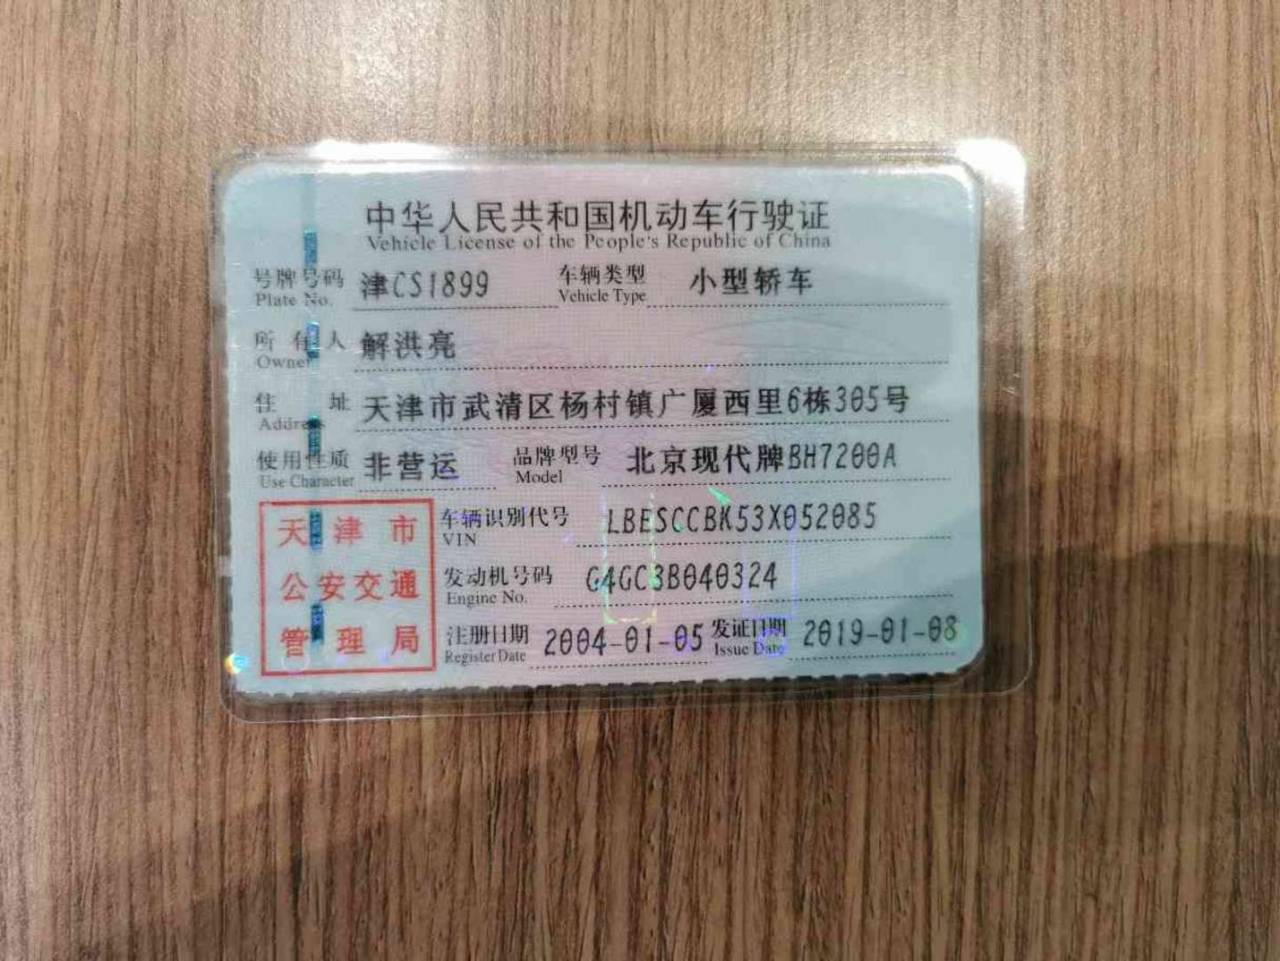 中华人民共和国机动车行驶证
Vehicle License of the People's Republic of China
号牌号码 津CS1899 车辆类型 小型轿车
Plate No. Vehicle Type
所有人 解洪亮
Owner
住址 天津市武清区杨村镇广厦西里6栋305号
Address
使用性质 非营运 品牌型号 北京现代牌BH7200A
Use Character Model
天津市 车辆识别代号 LBESCCBK53X052085
VIN
公安交通 发动机号码 G4GC3B040324
Engine No.
管理局 注册日期 2004-01-05 发证日期 2019-01-08
Register Date Issue Date